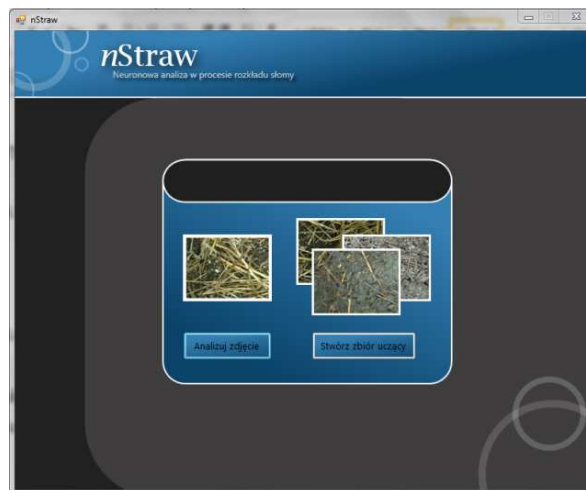 nStraw
nStraw
Neuronowa analiza w procesie rozkładu słomy
Analizuj zdjęcie
Stwórz zbiór uczący